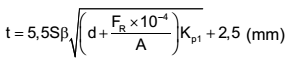 t = 5,5Sβ√((d + (F_R × 10⁻⁴)/A)K_p1) + 2,5 (mm)